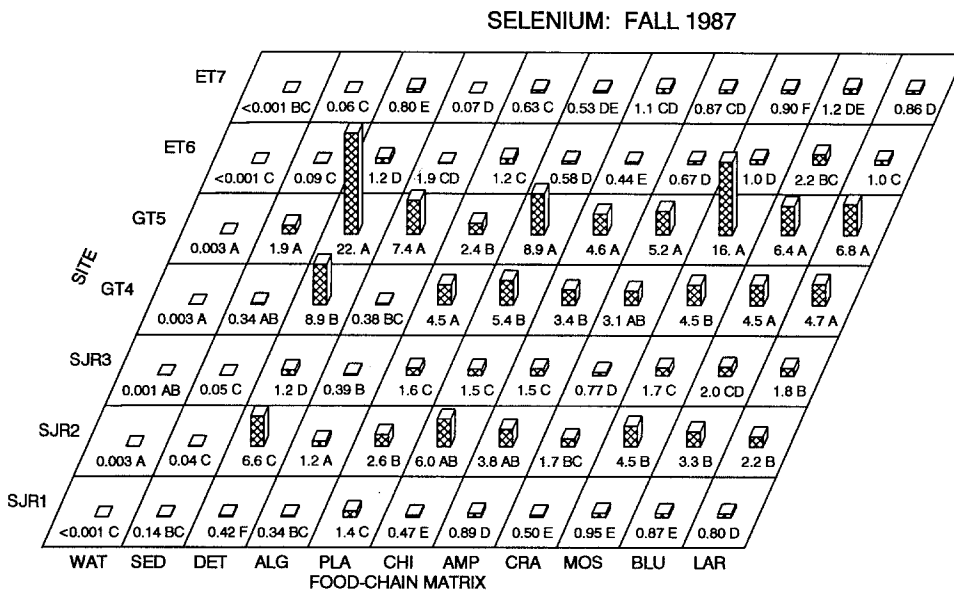 SELENIUM: FALL 1987
ET7
<0.001 BC 0.06 C 0.80 E 0.07 D 0.63 C 0.53 DE 1.1 CD 0.87 CD 0.90 F 1.2 DE 0.86 D
ET6
<0.001 C 0.09 C 1.2 D 1.9 CD 1.2 C 0.58 D 0.44 E 0.67 D 1.0 D 2.2 BC 1.0 C
GT5
0.003 A 1.9 A 22. A 7.4 A 2.4 B 8.9 A 4.6 A 5.2 A 16. A 6.4 A 6.8 A
SITE
GT4
0.003 A 0.34 AB 8.9 B 0.38 BC 4.5 A 5.4 B 3.4 B 3.1 AB 4.5 B 4.5 A 4.7 A
SJR3
0.001 AB 0.05 C 1.2 D 0.39 B 1.6 C 1.5 C 1.5 C 0.77 D 1.7 C 2.0 CD 1.8 B
SJR2
0.003 A 0.04 C 6.6 C 1.2 A 2.6 B 6.0 AB 3.8 AB 1.7 BC 4.5 B 3.3 B 2.2 B
SJR1
<0.001 C 0.14 BC 0.42 F 0.34 BC 1.4 C 0.47 E 0.89 D 0.50 E 0.95 E 0.87 E 0.80 D
WAT SED DET ALG PLA CHI AMP CRA MOS BLU LAR
FOOD-CHAIN MATRIX